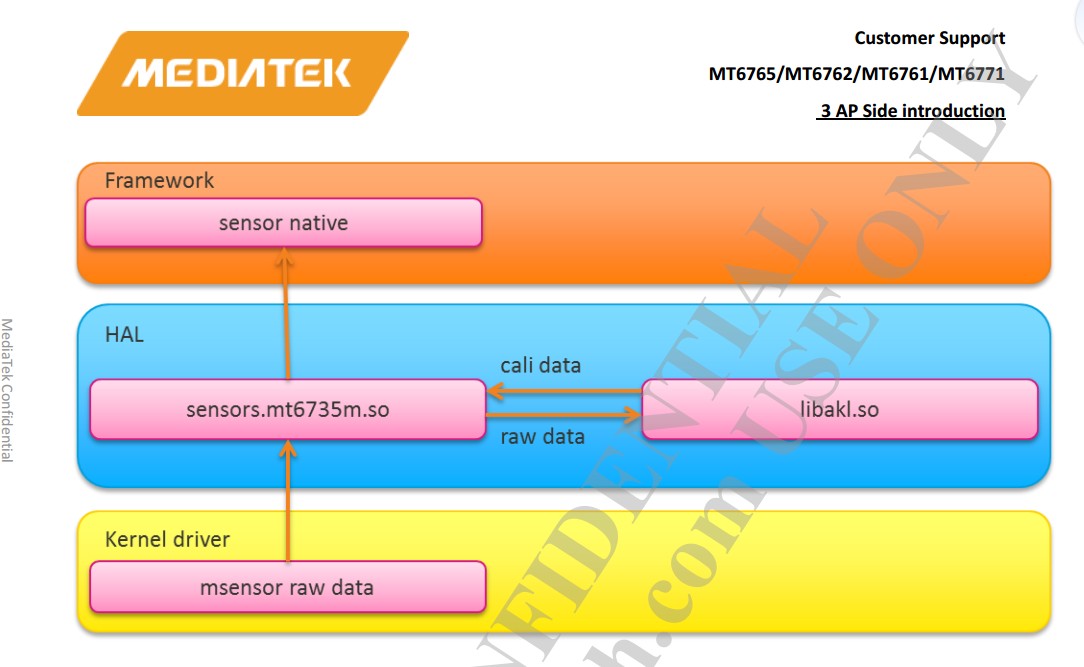 MEDIATEK
Customer Support
MT6765/MT6762/MT6761/MT6771
3 AP Side introduction
Framework
sensor native
HAL
cali data
sensors.mt6735m.so
libakl.so
raw data
Kernel driver
msensor raw data
MediaTek Confidential
NFIDENTIAL
h.com USE ONLY